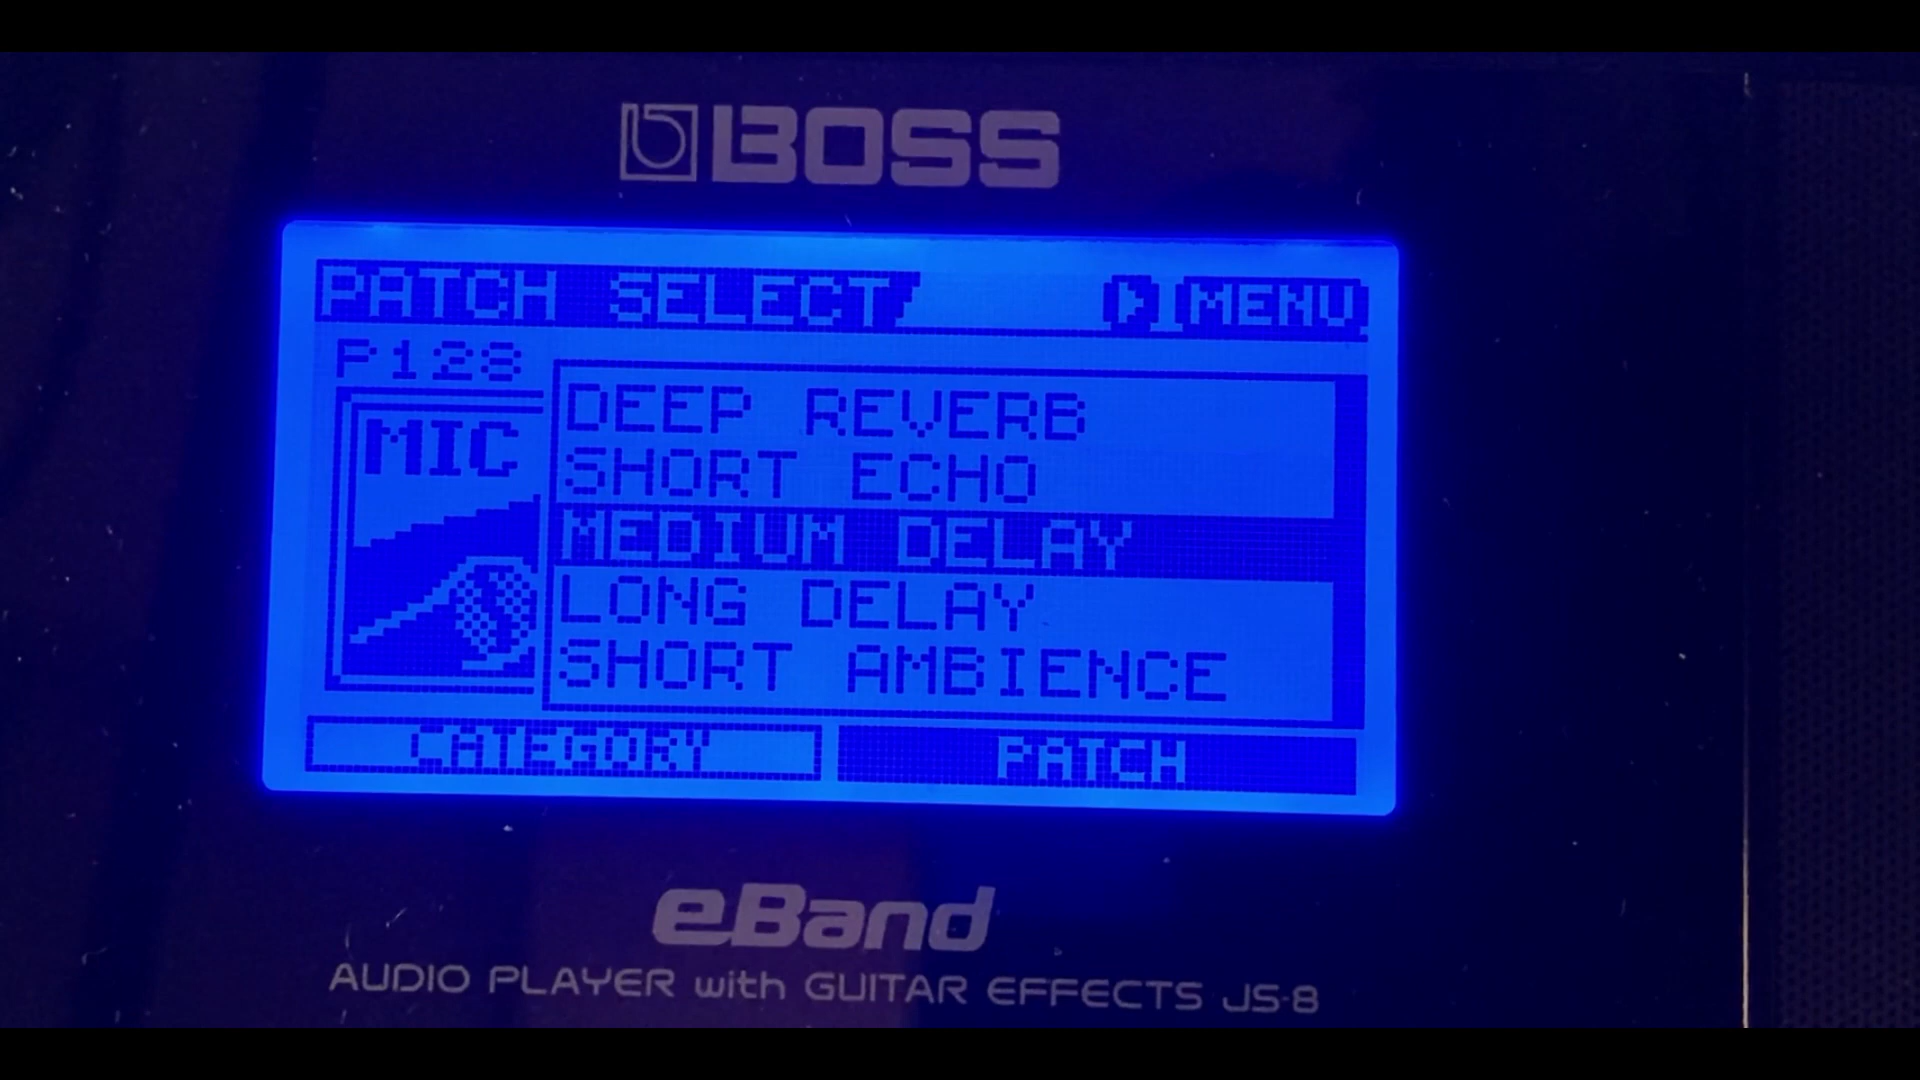 BOSS
PATCH SELECT MENU
P128
MIC
DEEP REVERB
SHORT ECHO
MEDIUM DELAY
LONG DELAY
SHORT AMBIENCE
CATEGORY PATCH
eBand
AUDIO PLAYER with GUITAR EFFECTS JS-8